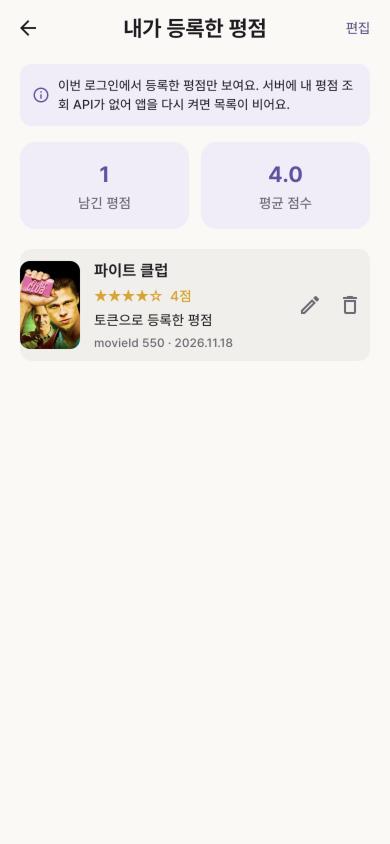 내가 등록한 평점
편집
이번 로그인에서 등록한 평점만 보여요. 서버에 내 평점 조
회 API가 없어 앱을 다시 켜면 목록이 비어요.
1
남긴 평점
4.0
평균 점수
파이트 클럽
★★★★☆ 4점
토큰으로 등록한 평점
movieId 550 · 2026.11.18